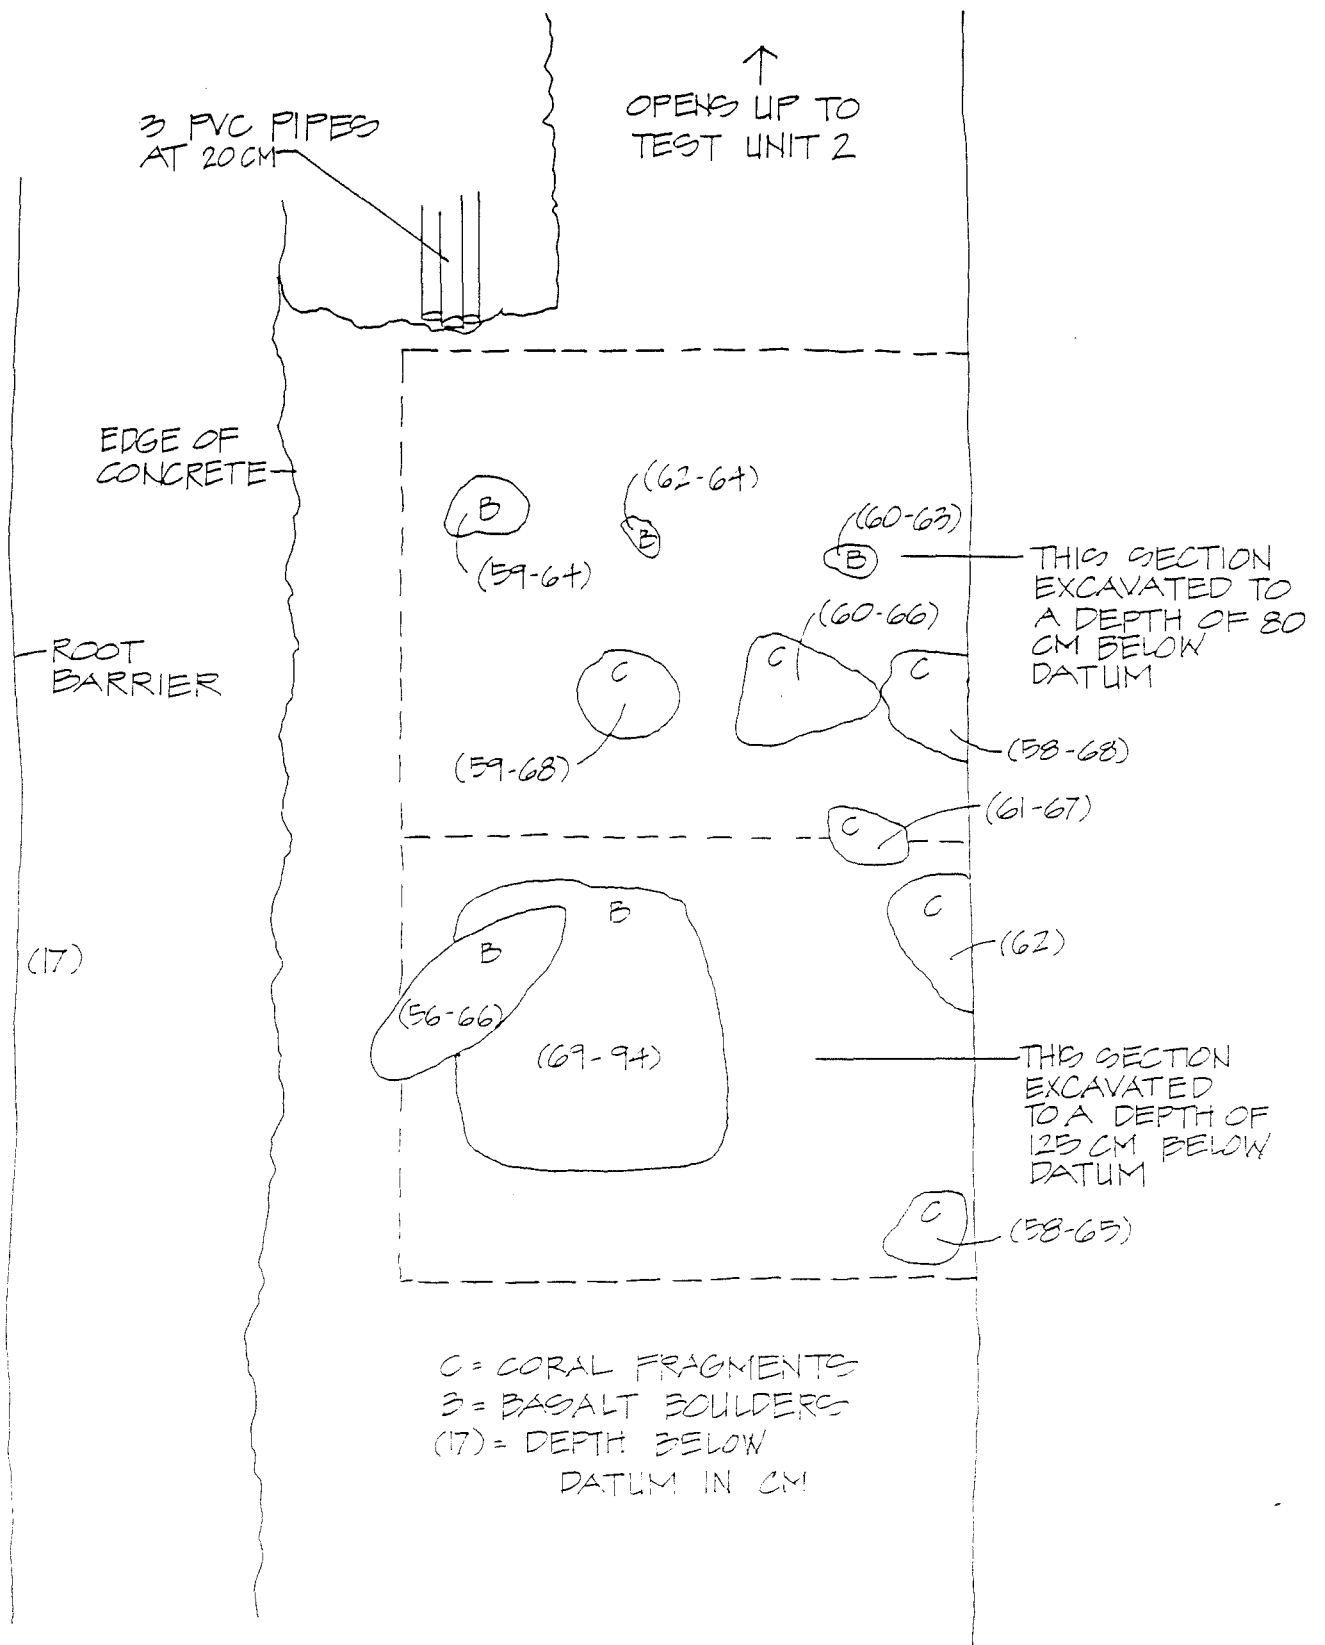 3 PVC PIPES
AT 20 CM
↑
OPENS UP TO
TEST UNIT 2
EDGE OF
CONCRETE
(62-64)
B
B
(60-63)
B
(59-64)
THIS SECTION
EXCAVATED TO
A DEPTH OF 80
CM BELOW
DATUM
(60-66)
ROOT
BARRIER
C
C
C
(59-68)
(58-68)
(61-67)
C
B
C
B
(62)
(17)
(56-66)
(69-94)
THIS SECTION
EXCAVATED
TO A DEPTH OF
125 CM BELOW
DATUM
C
(58-65)
C = CORAL FRAGMENTS
B = BASALT BOULDERS
(17) = DEPTH BELOW
DATUM IN CM